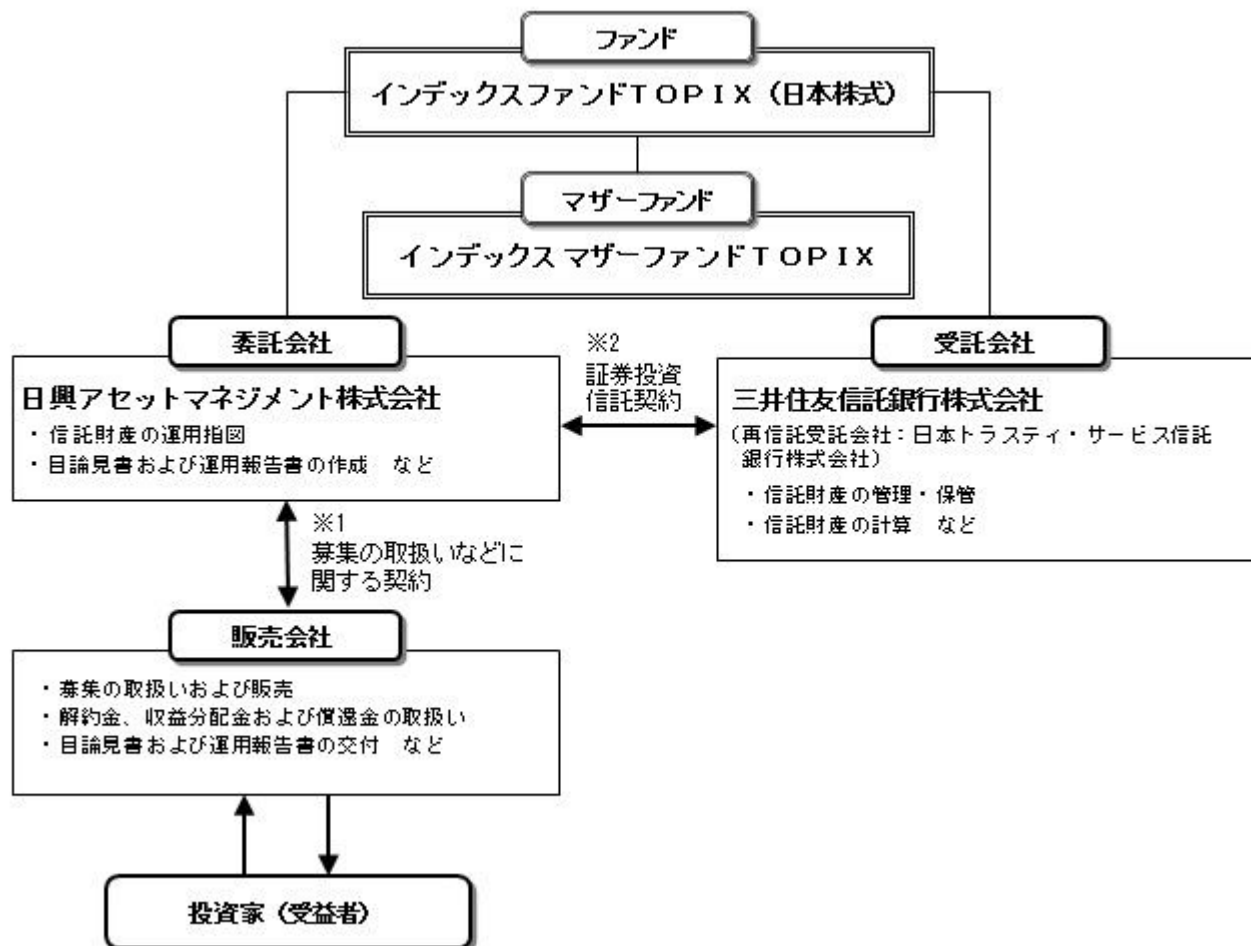 ファンド
インデックスファンドＴＯＰＩＸ（日本株式）
マザーファンド
インデックス マザーファンドＴＯＰＩＸ
委託会社
日興アセットマネジメント株式会社
・信託財産の運用指図
・目論見書および運用報告書の作成　など
※2
証券投資
信託契約
受託会社
三井住友信託銀行株式会社
（再信託受託会社：日本トラスティ・サービス信託
銀行株式会社）
・信託財産の管理・保管
・信託財産の計算　など
※1
募集の取扱いなどに
関する契約
販売会社
・募集の取扱いおよび販売
・解約金、収益分配金および償還金の取扱い
・目論見書および運用報告書の交付　など
投資家（受益者）